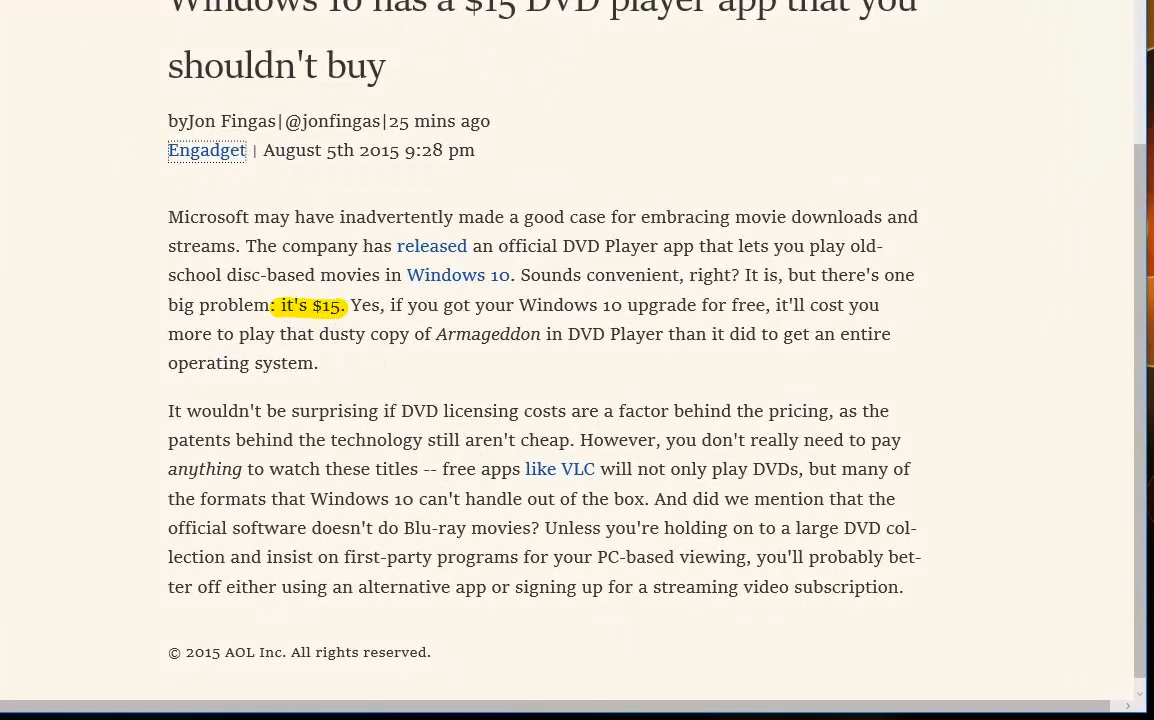 Windows 10 has a $15 DVD player app that you
shouldn't buy
byJon Fingas|@jonfingas|25 mins ago
Engadget | August 5th 2015 9:28 pm
Microsoft may have inadvertently made a good case for embracing movie downloads and
streams. The company has released an official DVD Player app that lets you play old-
school disc-based movies in Windows 10. Sounds convenient, right? It is, but there's one
big problem: it's $15. Yes, if you got your Windows 10 upgrade for free, it'll cost you
more to play that dusty copy of Armageddon in DVD Player than it did to get an entire
operating system.
It wouldn't be surprising if DVD licensing costs are a factor behind the pricing, as the
patents behind the technology still aren't cheap. However, you don't really need to pay
anything to watch these titles -- free apps like VLC will not only play DVDs, but many of
the formats that Windows 10 can't handle out of the box. And did we mention that the
official software doesn't do Blu-ray movies? Unless you're holding on to a large DVD col-
lection and insist on first-party programs for your PC-based viewing, you'll probably bet-
ter off either using an alternative app or signing up for a streaming video subscription.
© 2015 AOL Inc. All rights reserved.